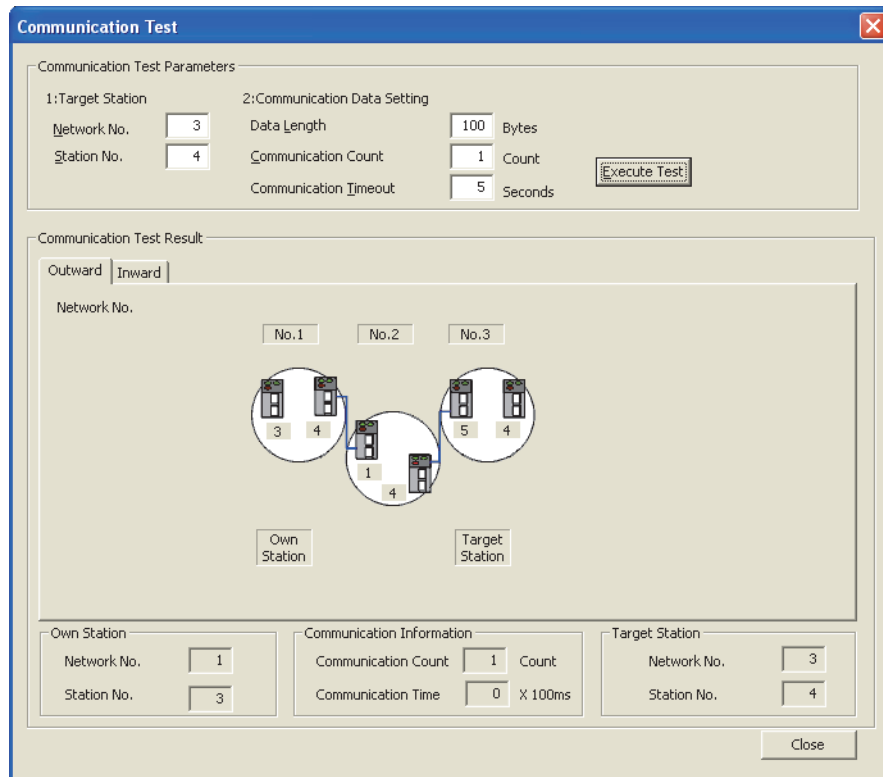 Communication Test
Communication Test Parameters
1:Target Station
Network No. 3
Station No. 4
2:Communication Data Setting
Data Length 100 Bytes
Communication Count 1 Count
Communication Timeout 5 Seconds
Execute Test
Communication Test Result
Outward Inward
Network No.
No.1 No.2 No.3
3 4 5 4
1
4
Own
Station
Target
Station
Own Station
Network No. 1
Station No. 3
Communication Information
Communication Count 1 Count
Communication Time 0 X 100ms
Target Station
Network No. 3
Station No. 4
Close